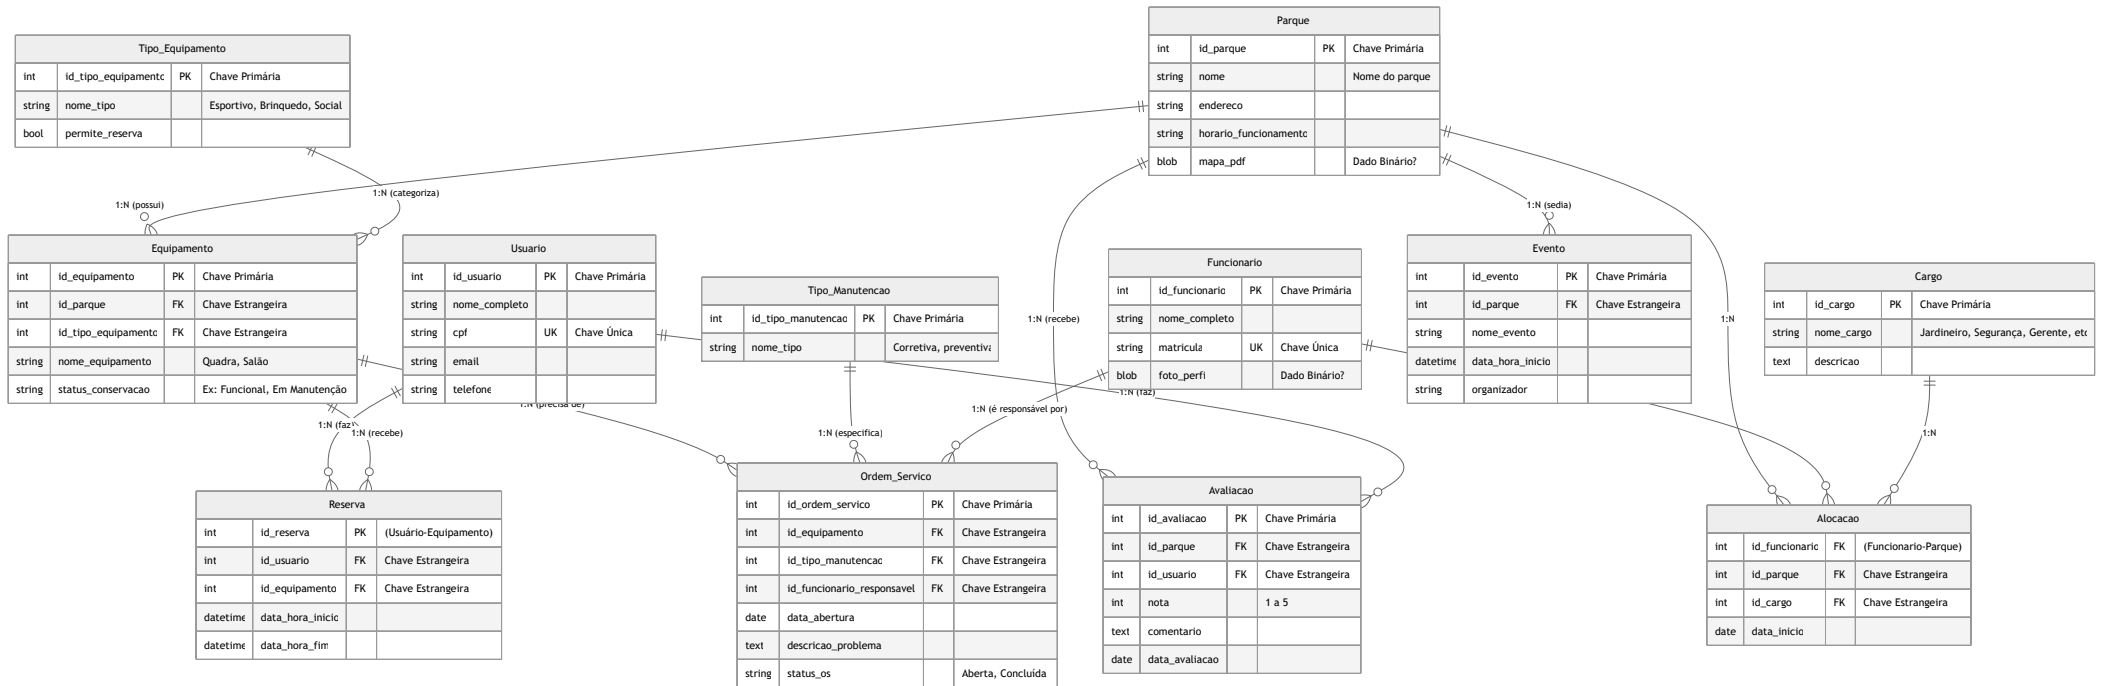 Parque
int id_parque PK Chave Primária
string nome Nome do parque
string endereco
string horario_funcionamento
blob mapa_pdf Dado Binário?
Tipo_Equipamento
int id_tipo_equipamento PK Chave Primária
string nome_tipo Esportivo, Brinquedo, Social
bool permite_reserva
1:N (categoriza)
1:N (possui)
1:N (sedia)
Equipamento
int id_equipamento PK Chave Primária
int id_parque FK Chave Estrangeira
int id_tipo_equipamento FK Chave Estrangeira
string nome_equipamento Quadra, Salão
string status_conservacao Ex: Funcional, Em Manutenção
Usuario
int id_usuario PK Chave Primária
string nome_completo
string cpf UK Chave Única
string email
string telefone
Tipo_Manutencao
int id_tipo_manutencao PK Chave Primária
string nome_tipo Corretiva, preventiva
1:N (recebe)
Funcionario
int id_funcionario PK Chave Primária
string nome_completo
string matricula UK Chave Única
blob foto_perfi Dado Binário?
Evento
int id_evento PK Chave Primária
int id_parque FK Chave Estrangeira
string nome_evento
datetime data_hora_inicio
string organizador
1:N
Cargo
int id_cargo PK Chave Primária
string nome_cargo Jardineiro, Segurança, Gerente, etc
text descricao
1:N (precisa de)
1:N (faz)
1:N (é responsável por)
1:N (faz)
1:N (recebe)
1:N (especifica)
1:N
Reserva
int id_reserva PK (Usuário-Equipamento)
int id_usuario FK Chave Estrangeira
int id_equipamento FK Chave Estrangeira
datetime data_hora_inicio
datetime data_hora_fim
Ordem_Servico
int id_ordem_servico PK Chave Primária
int id_equipamento FK Chave Estrangeira
int id_tipo_manutencao FK Chave Estrangeira
int id_funcionario_responsavel FK Chave Estrangeira
date data_abertura
text descricao_problema
string status_os Aberta, Concluída
Avaliacao
int id_avaliacao PK Chave Primária
int id_parque FK Chave Estrangeira
int id_usuario FK Chave Estrangeira
int nota 1 a 5
text comentario
date data_avaliacao
Alocacao
int id_funcionario FK (Funcionario-Parque)
int id_parque FK Chave Estrangeira
int id_cargo FK Chave Estrangeira
date data_inicio